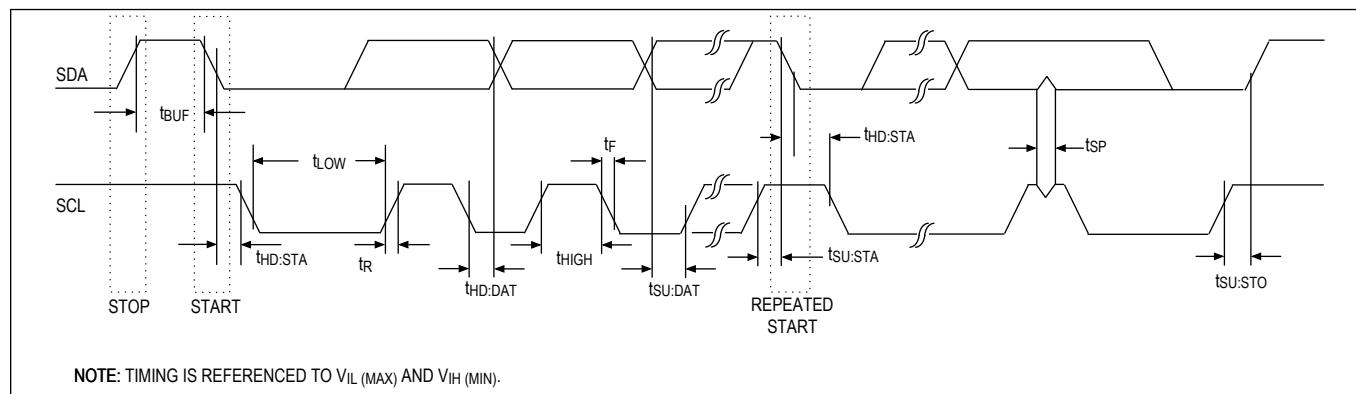 SDA
tBUF
tF
tHD:STA
tSP
tLOW
SCL
tHD:STA
tR
tHD:DAT
tHIGH
tSU:DAT
tSU:STA
tSU:STO
STOP
START
REPEATED
START
NOTE: TIMING IS REFERENCED TO VIL (MAX) AND VIH (MIN).